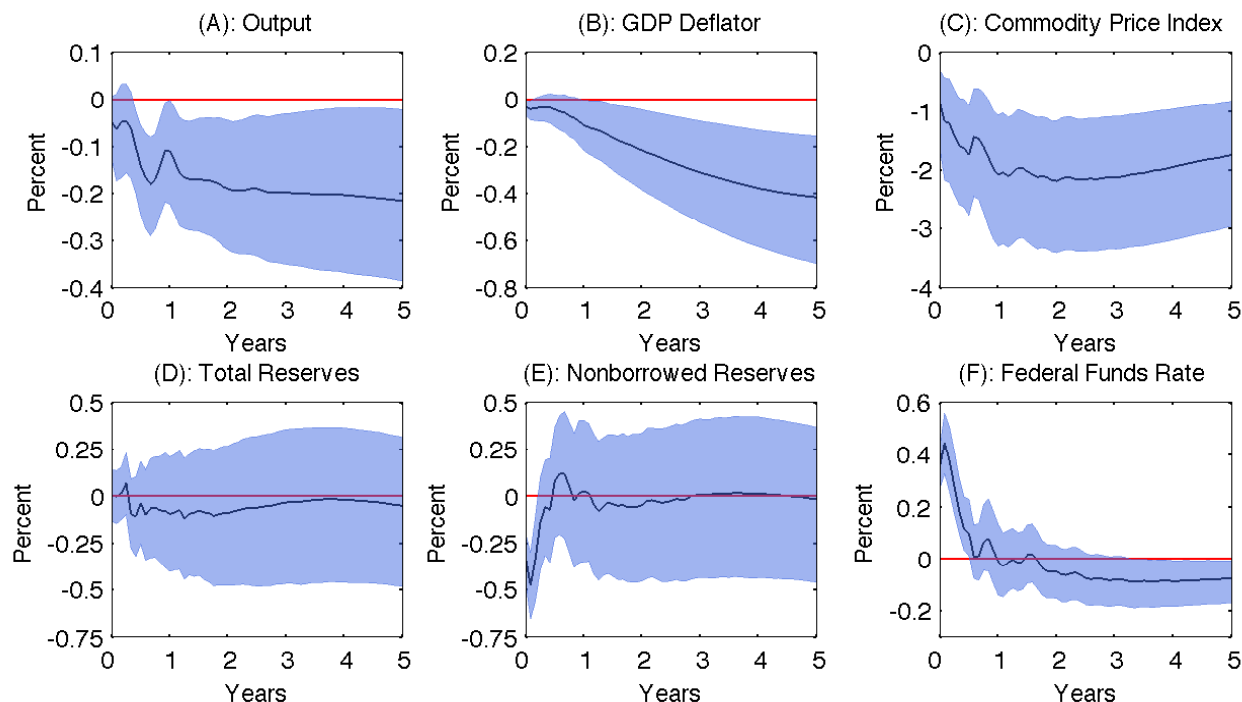 (A): Output
(B): GDP Deflator
(C): Commodity Price Index
Percent
0.1
0
-0.1
-0.2
-0.3
-0.4
0 1 2 3 4 5
Years
Percent
0.2
0
-0.2
-0.4
-0.6
-0.8
0 1 2 3 4 5
Years
Percent
0
-1
-2
-3
-4
0 1 2 3 4 5
Years
(D): Total Reserves
(E): Nonborrowed Reserves
(F): Federal Funds Rate
Percent
0.5
0.25
0
-0.25
-0.5
-0.75
0 1 2 3 4 5
Years
Percent
0.5
0.25
0
-0.25
-0.5
-0.75
0 1 2 3 4 5
Years
Percent
0.6
0.4
0.2
0
-0.2
0 1 2 3 4 5
Years